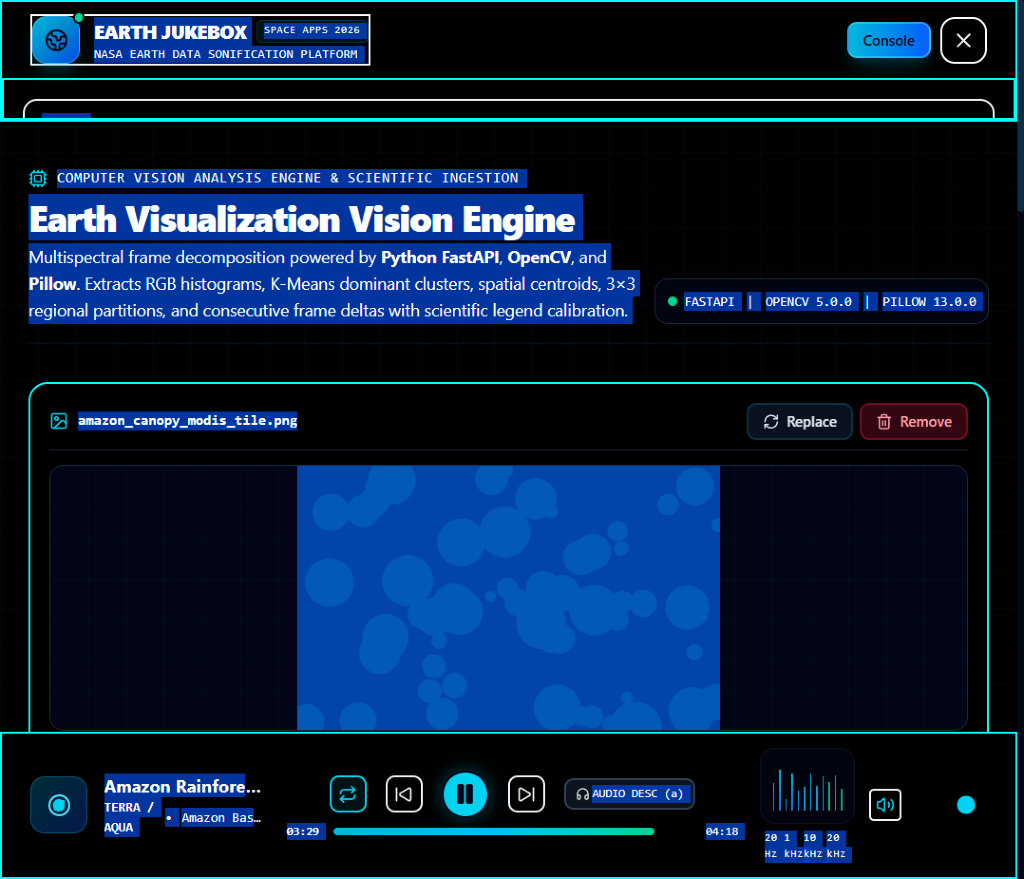 EARTH JUKEBOX
SPACE APPS 2026
NASA EARTH DATA SONIFICATION PLATFORM
Console
COMPUTER VISION ANALYSIS ENGINE & SCIENTIFIC INGESTION
Earth Visualization Vision Engine
Multispectral frame decomposition powered by Python FastAPI, OpenCV, and
Pillow. Extracts RGB histograms, K-Means dominant clusters, spatial centroids, 3×3
regional partitions, and consecutive frame deltas with scientific legend calibration.
FASTAPI | OPENCV 5.0.0 | PILLOW 13.0.0
amazon_canopy_modis_tile.png
Replace
Remove
Amazon Rainfore...
TERRA /
AQUA
• Amazon Bas…
AUDIO DESC (a)
03:29
04:18
20 1 10 20
Hz kHz kHz kHz